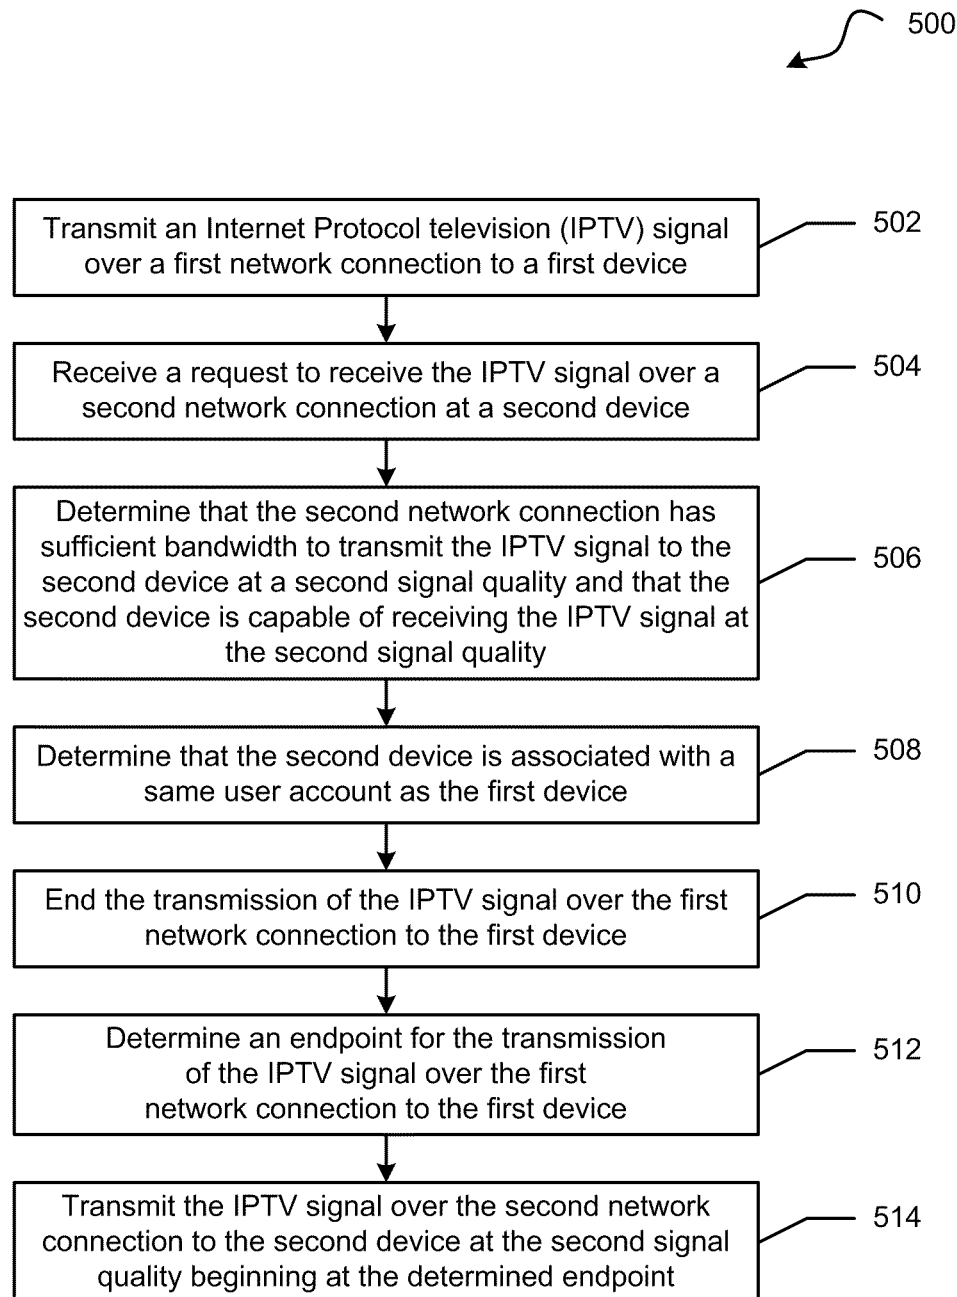 500
Transmit an Internet Protocol television (IPTV) signal
over a first network connection to a first device
502
Receive a request to receive the IPTV signal over a
second network connection at a second device
504
Determine that the second network connection has
sufficient bandwidth to transmit the IPTV signal to the
second device at a second signal quality and that the
second device is capable of receiving the IPTV signal at
the second signal quality
506
Determine that the second device is associated with a
same user account as the first device
508
End the transmission of the IPTV signal over the first
network connection to the first device
510
Determine an endpoint for the transmission
of the IPTV signal over the first
network connection to the first device
512
Transmit the IPTV signal over the second network
connection to the second device at the second signal
quality beginning at the determined endpoint
514